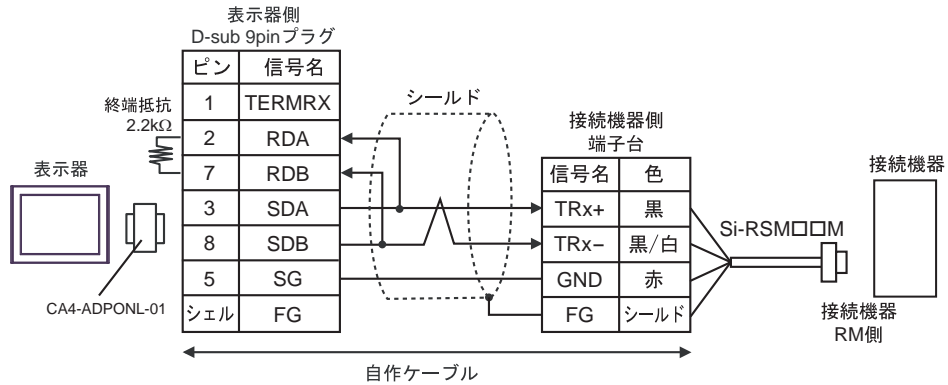 表示器側
D-sub 9pinプラグ
ピン 信号名
1 TERMRX
2 RDA
7 RDB
3 SDA
8 SDB
5 SG
シェル FG
終端抵抗
2.2kΩ
表示器
CA4-ADPONL-01
シールド
接続機器側
端子台
信号名 色
TRx+ 黒
TRx− 黒/白
GND 赤
FG シールド
Si-RSM□□M
接続機器
接続機器
RM側
自作ケーブル